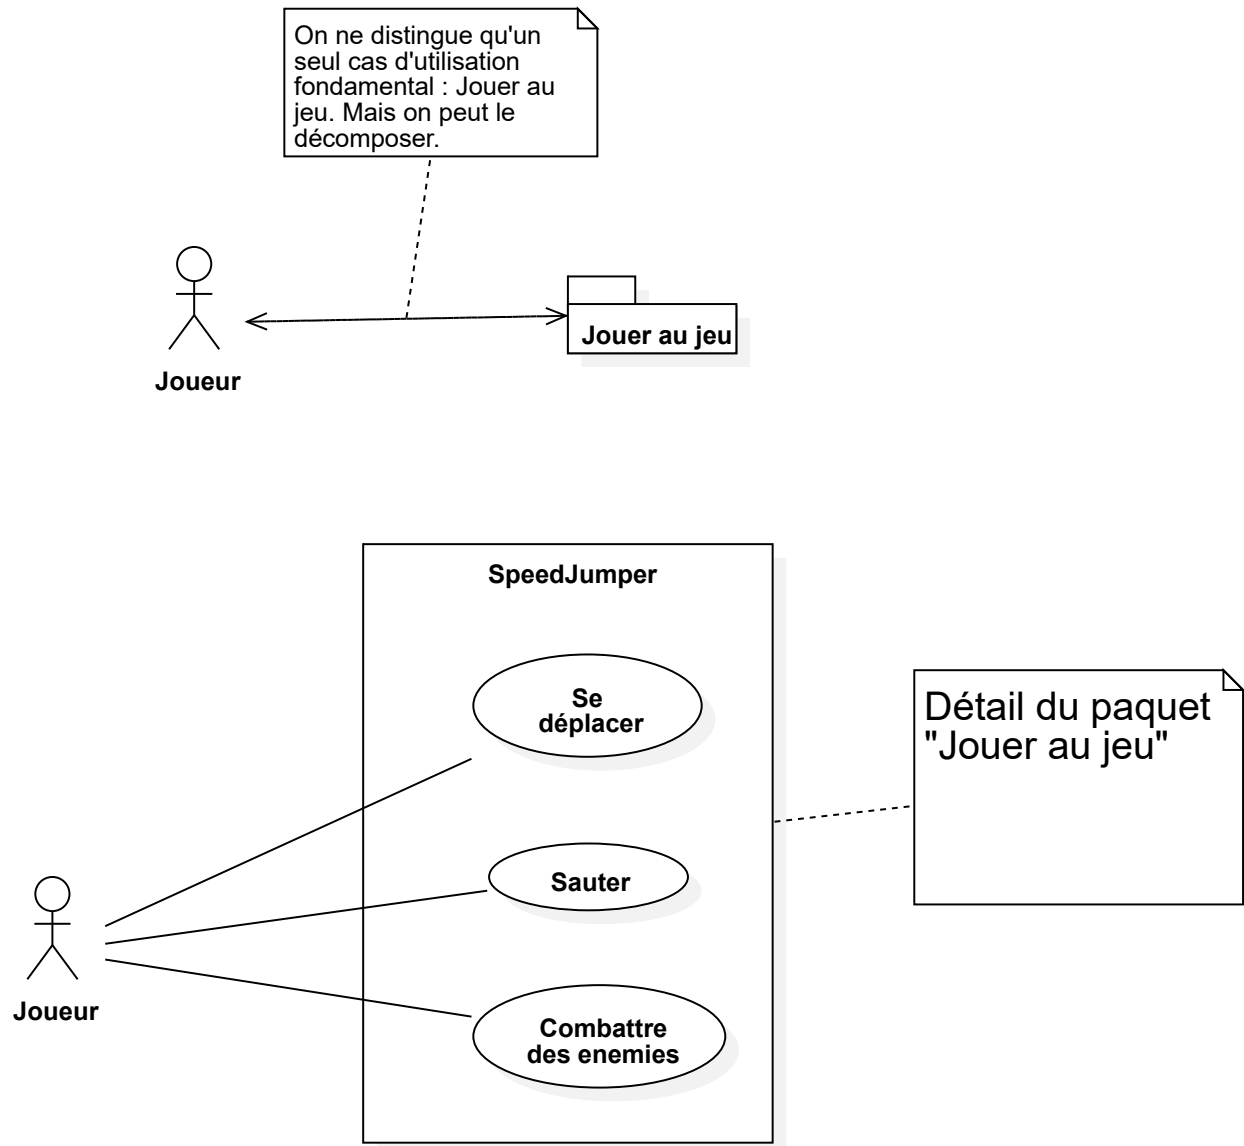 On ne distingue qu'un
seul cas d'utilisation
fondamental : Jouer au
jeu. Mais on peut le
décomposer.
Jouer au jeu
Joueur
SpeedJumper
Se
déplacer
Détail du paquet
"Jouer au jeu"
Sauter
Joueur
Combattre
des enemies